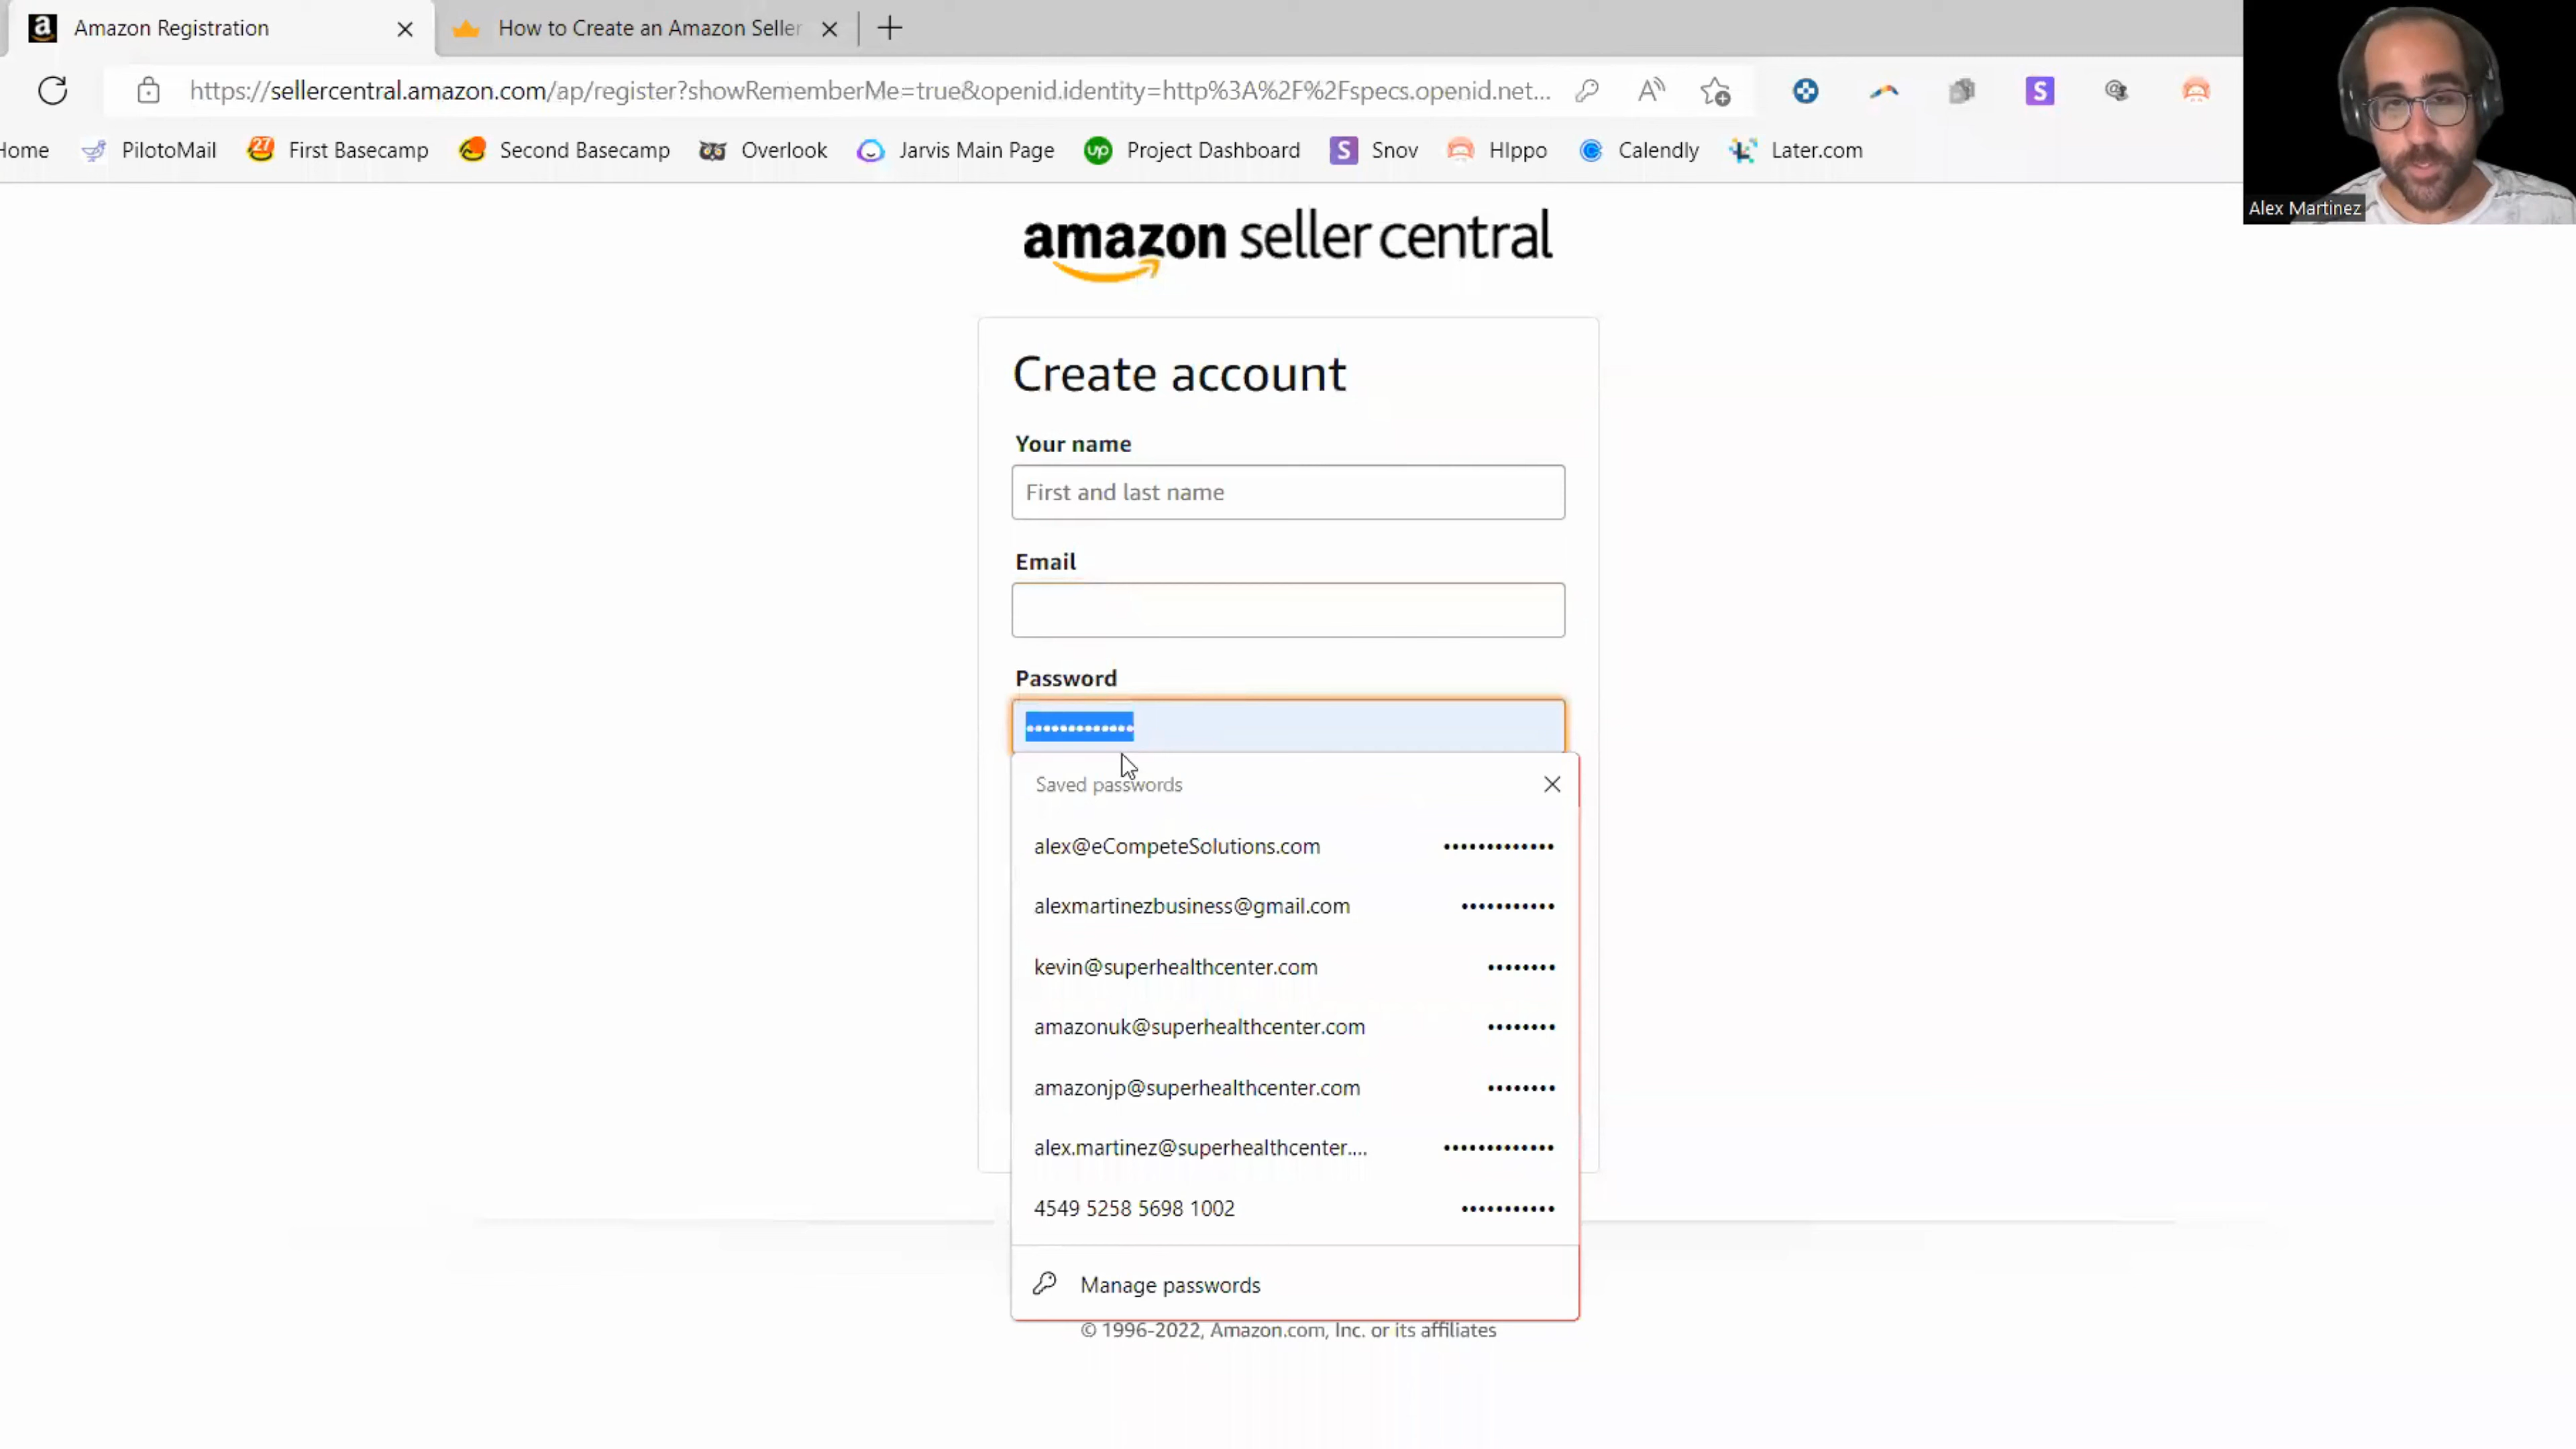 Amazon Registration
How to Create an Amazon Seller
https://sellercentral.amazon.com/ap/register?showRememberMe=true&openid.identity=http%3A%2F%2Fspecs.openid.net...
Home PilotoMail First Basecamp Second Basecamp Overlook Jarvis Main Page Project Dashboard Snov HIppo Calendly Later.com
Alex Martinez
amazon seller central
Create account
Your name
First and last name
Email
Password
Saved passwords
alex@eCompeteSolutions.com
alexmartinezbusiness@gmail.com
kevin@superhealthcenter.com
amazonuk@superhealthcenter.com
amazonjp@superhealthcenter.com
alex.martinez@superhealthcenter....
4549 5258 5698 1002
Manage passwords
© 1996-2022, Amazon.com, Inc. or its affiliates